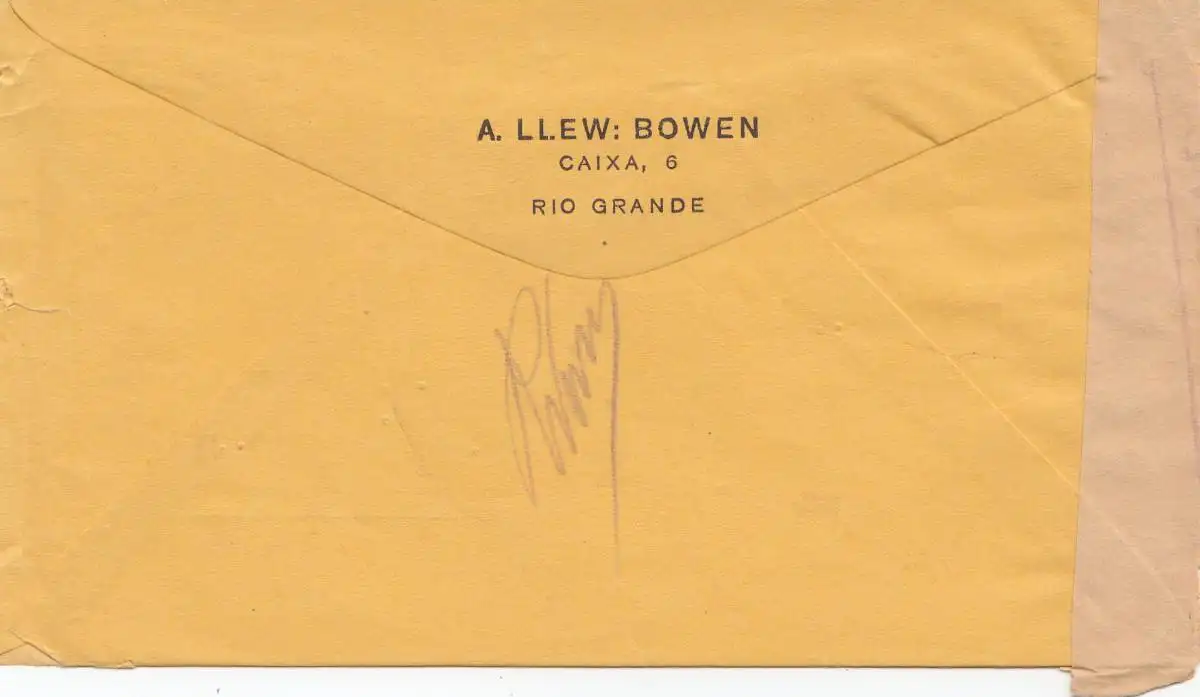 A. LLEW: BOWEN
CAIXA, 6
RIO GRANDE